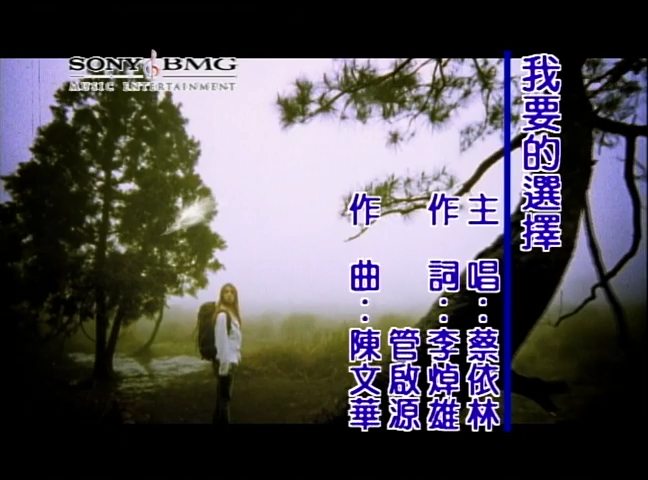 SONY BMG
MUSIC ENTERTAINMENT
我要的選擇
主 唱：蔡依林
作 詞：李焯雄
管啟源
作 曲：陳文華